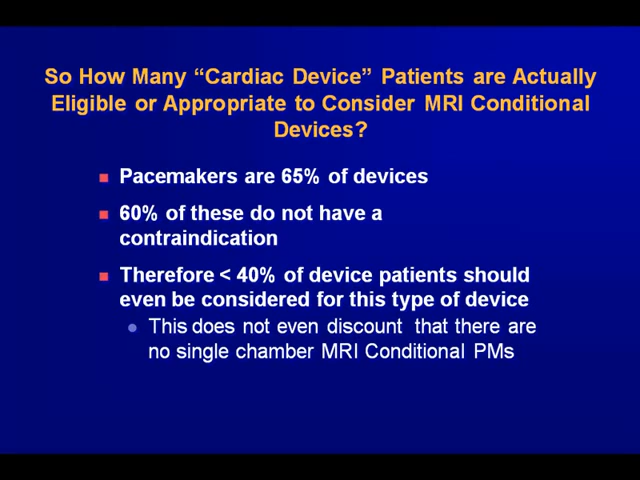 So How Many “Cardiac Device” Patients are Actually
Eligible or Appropriate to Consider MRI Conditional
Devices?
Pacemakers are 65% of devices
60% of these do not have a
contraindication
Therefore < 40% of device patients should
even be considered for this type of device
This does not even discount that there are
no single chamber MRI Conditional PMs